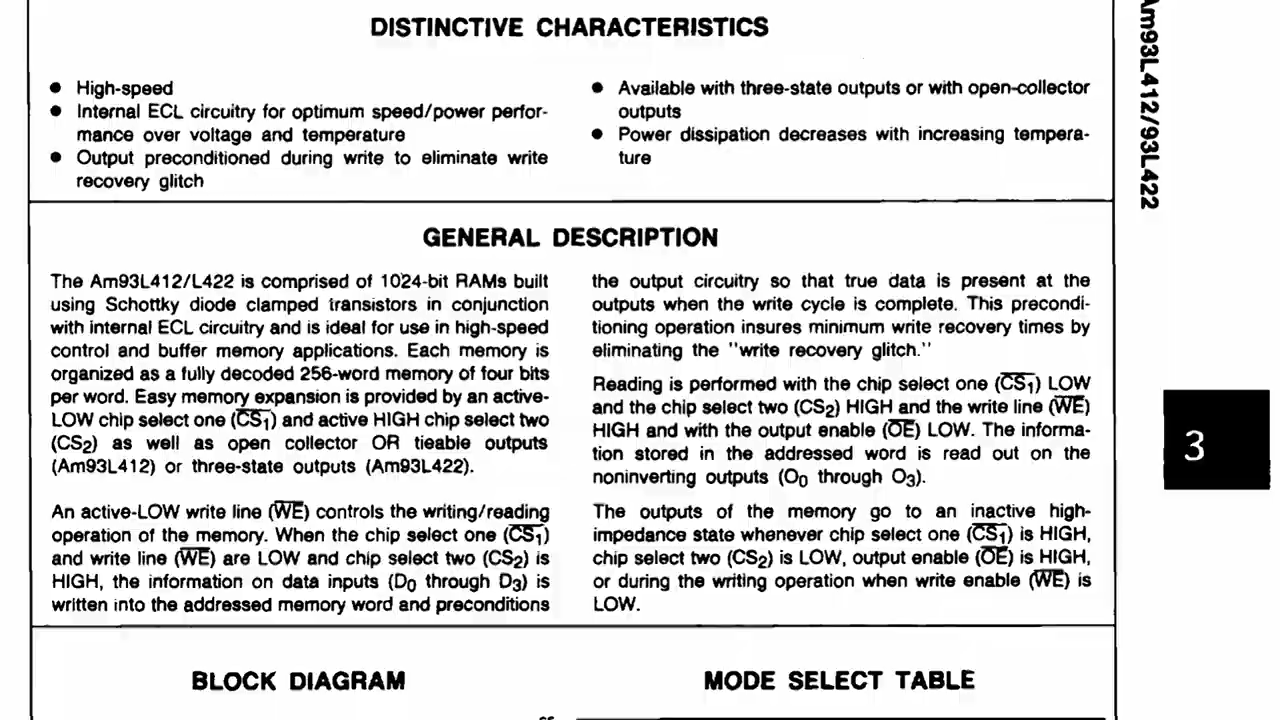 DISTINCTIVE CHARACTERISTICS
● High-speed
● Internal ECL circuitry for optimum speed/power perfor-
mance over voltage and temperature
● Output preconditioned during write to eliminate write
recovery glitch
● Available with three-state outputs or with open-collector
outputs
● Power dissipation decreases with increasing tempera-
ture
GENERAL DESCRIPTION
The Am93L412/L422 is comprised of 1024-bit RAMs built
using Schottky diode clamped transistors in conjunction
with internal ECL circuitry and is ideal for use in high-speed
control and buffer memory applications. Each memory is
organized as a fully decoded 256-word memory of four bits
per word. Easy memory expansion is provided by an active-
LOW chip select one (C̅S̅₁) and active HIGH chip select two
(CS₂) as well as open collector OR tieable outputs
(Am93L412) or three-state outputs (Am93L422).
An active-LOW write line (W̅E̅) controls the writing/reading
operation of the memory. When the chip select one (C̅S̅₁)
and write line (W̅E̅) are LOW and chip select two (CS₂) is
HIGH, the information on data inputs (D₀ through D₃) is
written into the addressed memory word and preconditions
the output circuitry so that true data is present at the
outputs when the write cycle is complete. This precondi-
tioning operation insures minimum write recovery times by
eliminating the "write recovery glitch."
Reading is performed with the chip select one (C̅S̅₁) LOW
and the chip select two (CS₂) HIGH and the write line (W̅E̅)
HIGH and with the output enable (O̅E̅) LOW. The informa-
tion stored in the addressed word is read out on the
noninverting outputs (O₀ through O₃).
The outputs of the memory go to an inactive high-
impedance state whenever chip select one (C̅S̅₁) is HIGH,
chip select two (CS₂) is LOW, output enable (O̅E̅) is HIGH,
or during the writing operation when write enable (W̅E̅) is
LOW.
BLOCK DIAGRAM
MODE SELECT TABLE
Am93L412/93L422
3